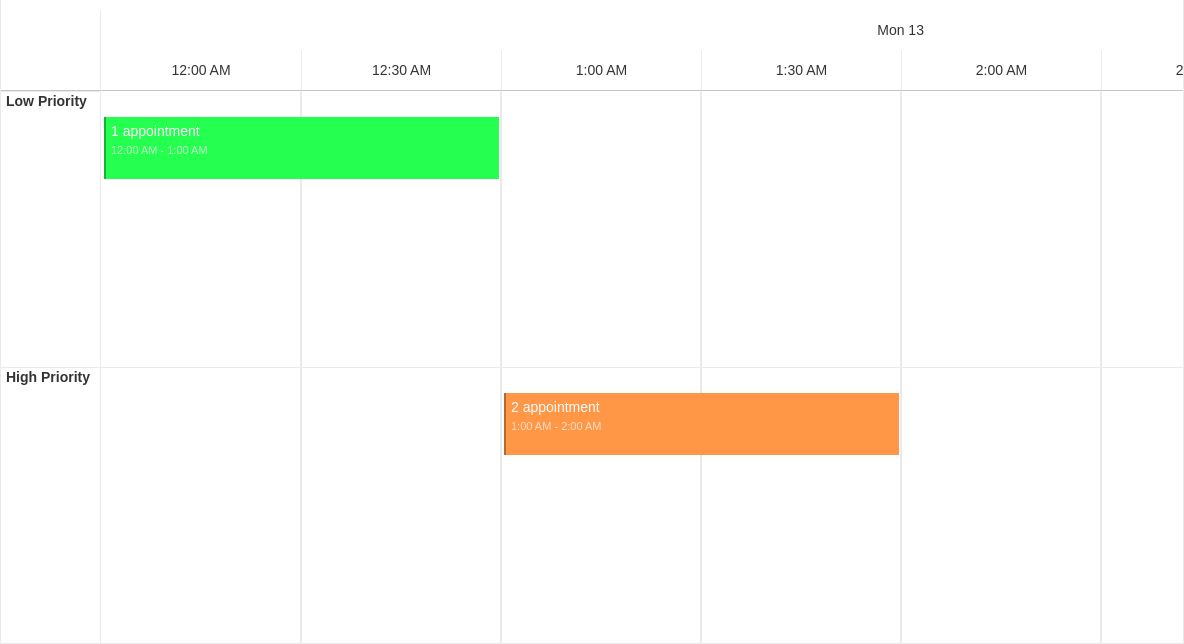 Mon 13
12:00 AM
12:30 AM
1:00 AM
1:30 AM
2:00 AM
2
Low Priority
1 appointment
12:00 AM - 1:00 AM
High Priority
2 appointment
1:00 AM - 2:00 AM